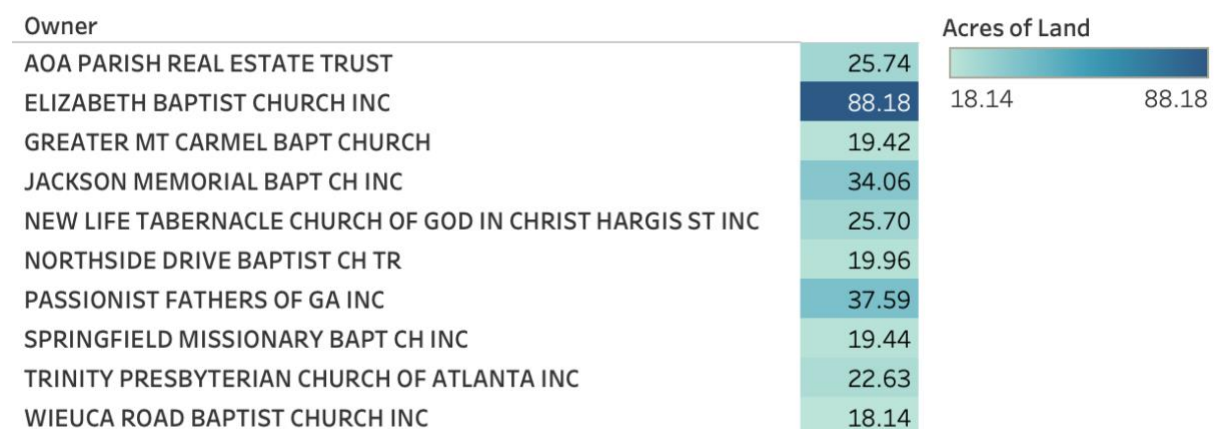 Owner
AOA PARISH REAL ESTATE TRUST 25.74
ELIZABETH BAPTIST CHURCH INC 88.18
GREATER MT CARMEL BAPT CHURCH 19.42
JACKSON MEMORIAL BAPT CH INC 34.06
NEW LIFE TABERNACLE CHURCH OF GOD IN CHRIST HARGIS ST INC 25.70
NORTHSIDE DRIVE BAPTIST CH TR 19.96
PASSIONIST FATHERS OF GA INC 37.59
SPRINGFIELD MISSIONARY BAPT CH INC 19.44
TRINITY PRESBYTERIAN CHURCH OF ATLANTA INC 22.63
WIEUCA ROAD BAPTIST CHURCH INC 18.14
Acres of Land
18.14 88.18